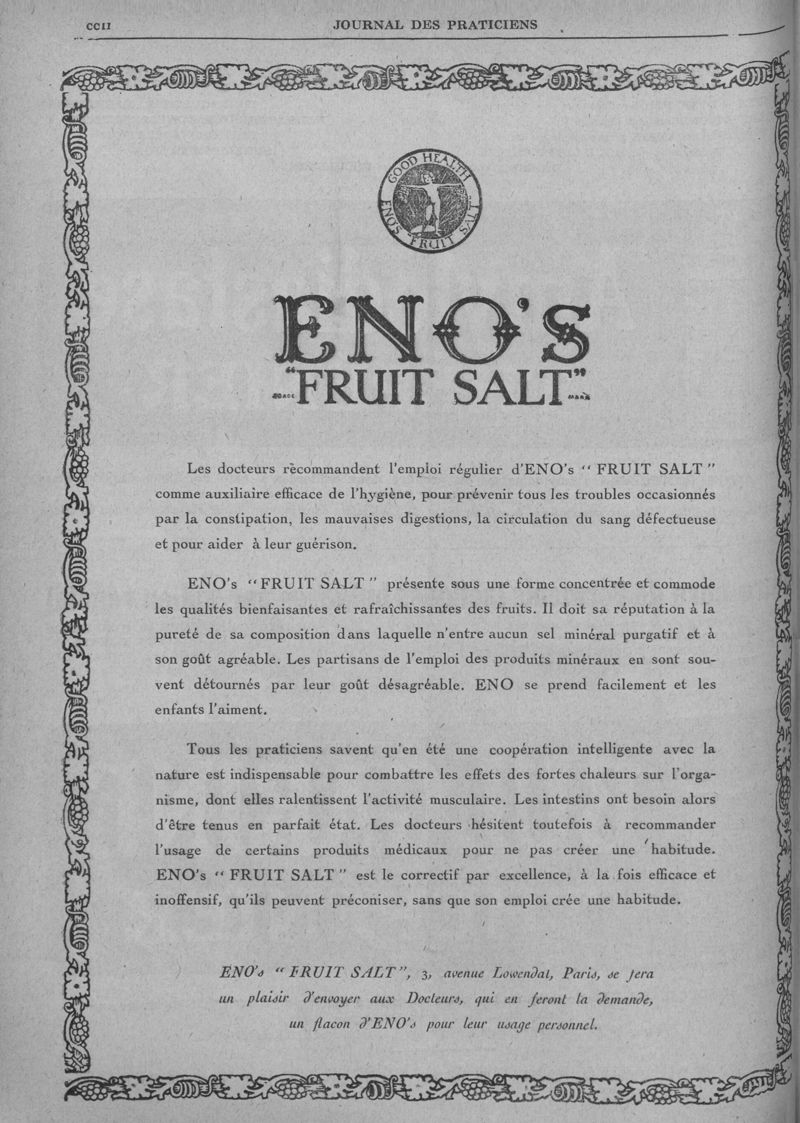 CCII
JOURNAL DES PRATICIENS
GOOD HEALTH
ENO'S "FRUIT SALT"
ENO'S
"FRUIT SALT"
TRADE MARK
Les docteurs rècommandent l'emploi régulier d'ENO's "FRUIT SALT"
comme auxiliaire efficace de l'hygiène, pour prévenir tous les troubles occasionnés
par la constipation, les mauvaises digestions, la circulation du sang défectueuse
et pour aider à leur guérison.
ENO's "FRUIT SALT" présente sous une forme concentrée et commode
les qualités bienfaisantes et rafraîchissantes des fruits. Il doit sa réputation à la
pureté de sa composition dans laquelle n'entre aucun sel minéral purgatif et à
son goût agréable. Les partisans de l'emploi des produits minéraux en sont sou-
vent détournés par leur goût désagréable. ENO se prend facilement et les
enfants l'aiment.
Tous les praticiens savent qu'en été une coopération intelligente avec la
nature est indispensable pour combattre les effets des fortes chaleurs sur l'orga-
nisme, dont elles ralentissent l'activité musculaire. Les intestins ont besoin alors
d'être tenus en parfait état. Les docteurs hésitent toutefois à recommander
l'usage de certains produits médicaux pour ne pas créer une habitude.
ENO's "FRUIT SALT" est le correctif par excellence, à la fois efficace et
inoffensif, qu'ils peuvent préconiser, sans que son emploi crée une habitude.
ENO's "FRUIT SALT", 3, avenue Lowendal, Paris, se fera
un plaisir d'envoyer aux Docteurs, qui en feront la demande,
un flacon d'ENO's pour leur usage personnel.